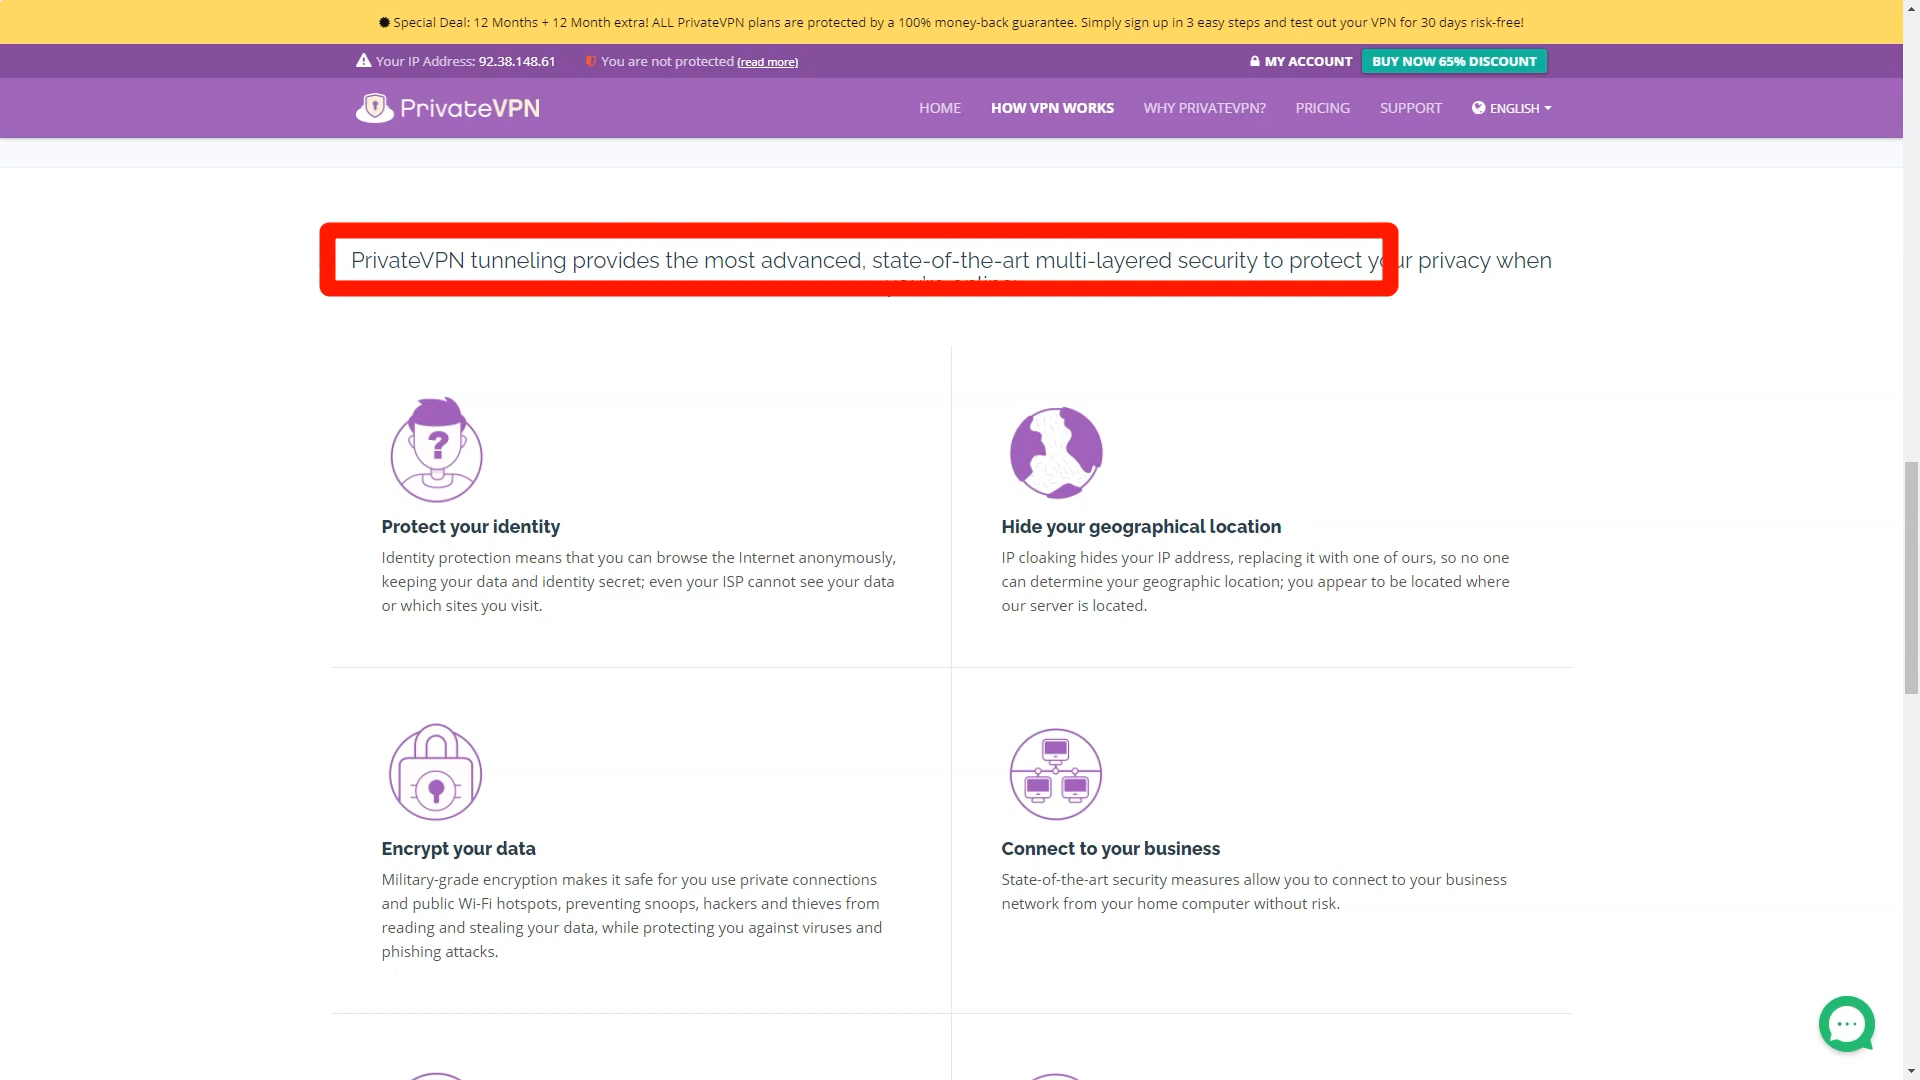 Special Deal: 12 Months + 12 Month extra! ALL PrivateVPN plans are protected by a 100% money-back guarantee. Simply sign up in 3 easy steps and test out your VPN for 30 days risk-free!
Your IP Address: 92.38.148.61 You are not protected (read more) MY ACCOUNT BUY NOW 65% DISCOUNT
PrivateVPN HOME HOW VPN WORKS WHY PRIVATEVPN? PRICING SUPPORT ENGLISH
PrivateVPN tunneling provides the most advanced, state-of-the-art multi-layered security to protect your privacy when
?
Protect your identity
Identity protection means that you can browse the Internet anonymously,
keeping your data and identity secret; even your ISP cannot see your data
or which sites you visit.
Hide your geographical location
IP cloaking hides your IP address, replacing it with one of ours, so no one
can determine your geographic location; you appear to be located where
our server is located.
Encrypt your data
Military-grade encryption makes it safe for you use private connections
and public Wi-Fi hotspots, preventing snoops, hackers and thieves from
reading and stealing your data, while protecting you against viruses and
phishing attacks.
Connect to your business
State-of-the-art security measures allow you to connect to your business
network from your home computer without risk.